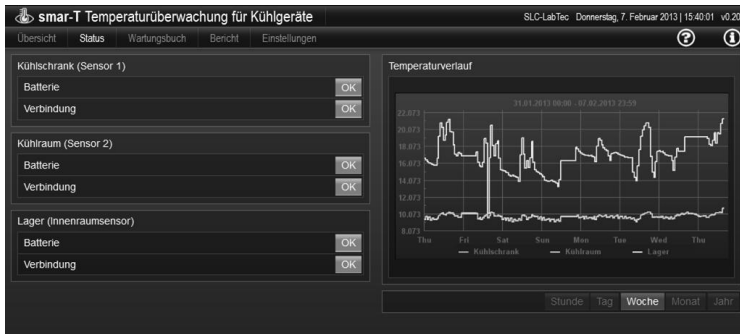 smar-T Temperaturüberwachung für Kühlgeräte
SLC-LabTec Donnerstag, 7. Februar 2013 | 15:40:01 v0.20
Übersicht Status Wartungsbuch Bericht Einstellungen
Kühlschrank (Sensor 1)
Batterie OK
Verbindung OK
Kühlraum (Sensor 2)
Batterie OK
Verbindung OK
Lager (Innenraumsensor)
Batterie OK
Verbindung OK
Temperaturverlauf
31.01.2013 00:00 - 07.02.2013 23:59
22.073
20.073
18.073
16.073
14.073
12.073
10.073
8.073
Thu Fri Sat Sun Mon Tue Wed Thu
Kühlschrank Kühlraum Lager
Stunde Tag Woche Monat Jahr